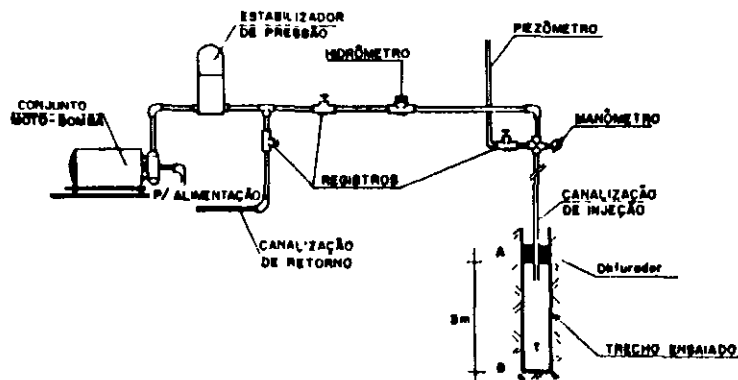 ESTABILIZADOR
DE PRESSÃO
PIEZÔMETRO
HIDRÔMETRO
CONJUNTO
MOTO-BOMBA
MANÔMETRO
P/ ALIMENTAÇÃO
REGISTROS
CANALIZAÇÃO
DE INJEÇÃO
CANALIZAÇÃO
DE RETORNO
A
Obturador
3m
T
TRECHO ENSAIADO
B